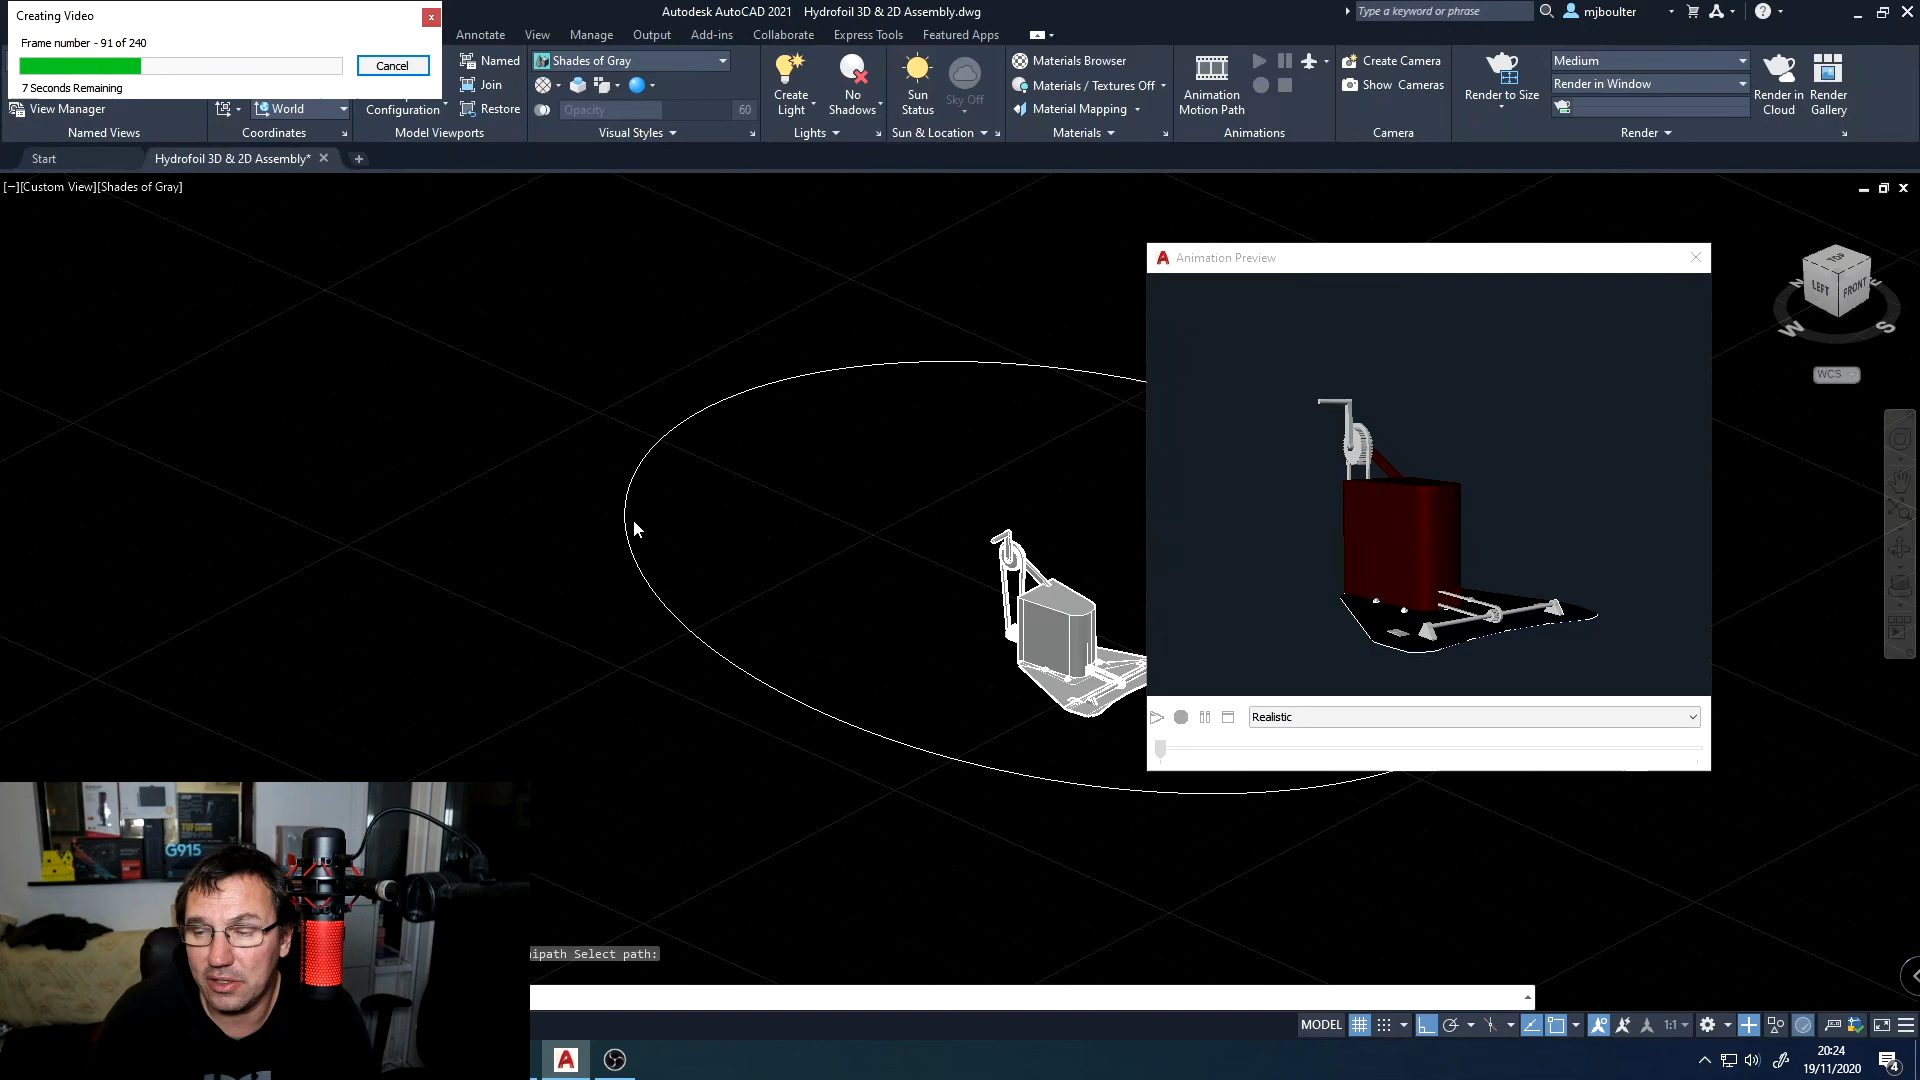 Creating Video
Frame number - 91 of 240
Cancel
7 Seconds Remaining
Autodesk AutoCAD 2021 Hydrofoil 3D & 2D Assembly.dwg
Type a keyword or phrase
mjboulter
Annotate View Manage Output Add-ins Collaborate Express Tools Featured Apps
Named
Join
Restore
View Manager
World
Configuration
Named Views
Coordinates
Model Viewports
Shades of Gray
Opacity 60
Visual Styles
Create Light
No Shadows
Lights
Sun Status
Sky Off
Sun & Location
Materials Browser
Materials / Textures Off
Material Mapping
Materials
Animation Motion Path
Animations
Create Camera
Show Cameras
Camera
Render to Size
Medium
Render in Window
Render in Cloud
Render Gallery
Render
Start
Hydrofoil 3D & 2D Assembly*
[−][Custom View][Shades of Gray]
Animation Preview
Realistic
TOP
LEFT
FRONT
N
E
W
S
WCS
G915
ipath Select path:
MODEL
1:1
20:24
19/11/2020
4